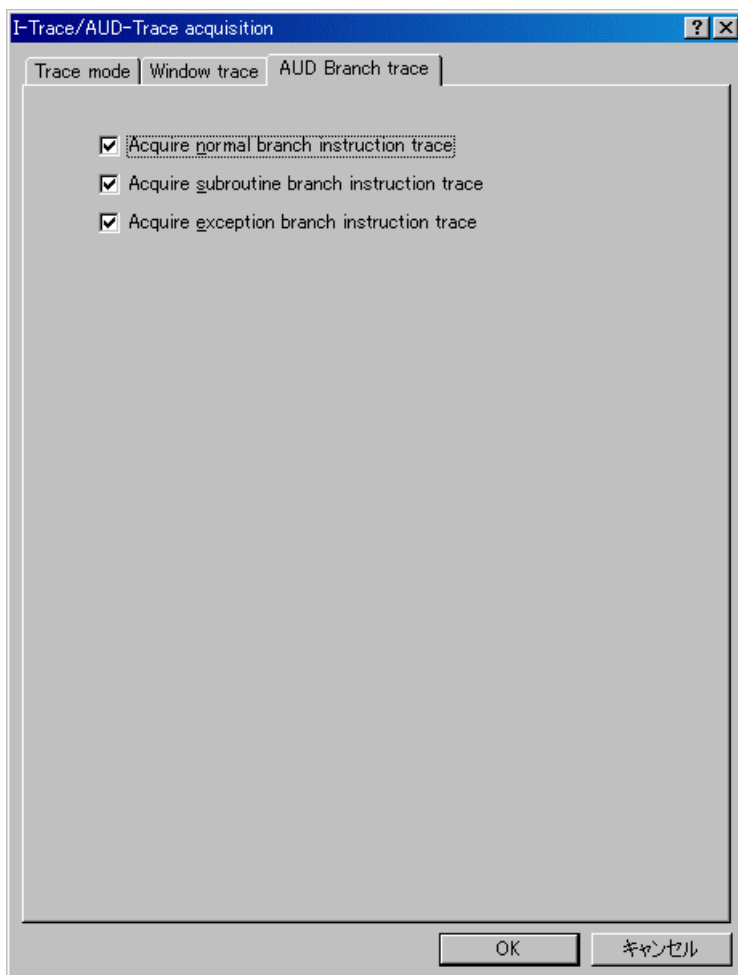 I-Trace/AUD-Trace acquisition
Trace mode Window trace AUD Branch trace
Acquire normal branch instruction trace
Acquire subroutine branch instruction trace
Acquire exception branch instruction trace
OK キャンセル